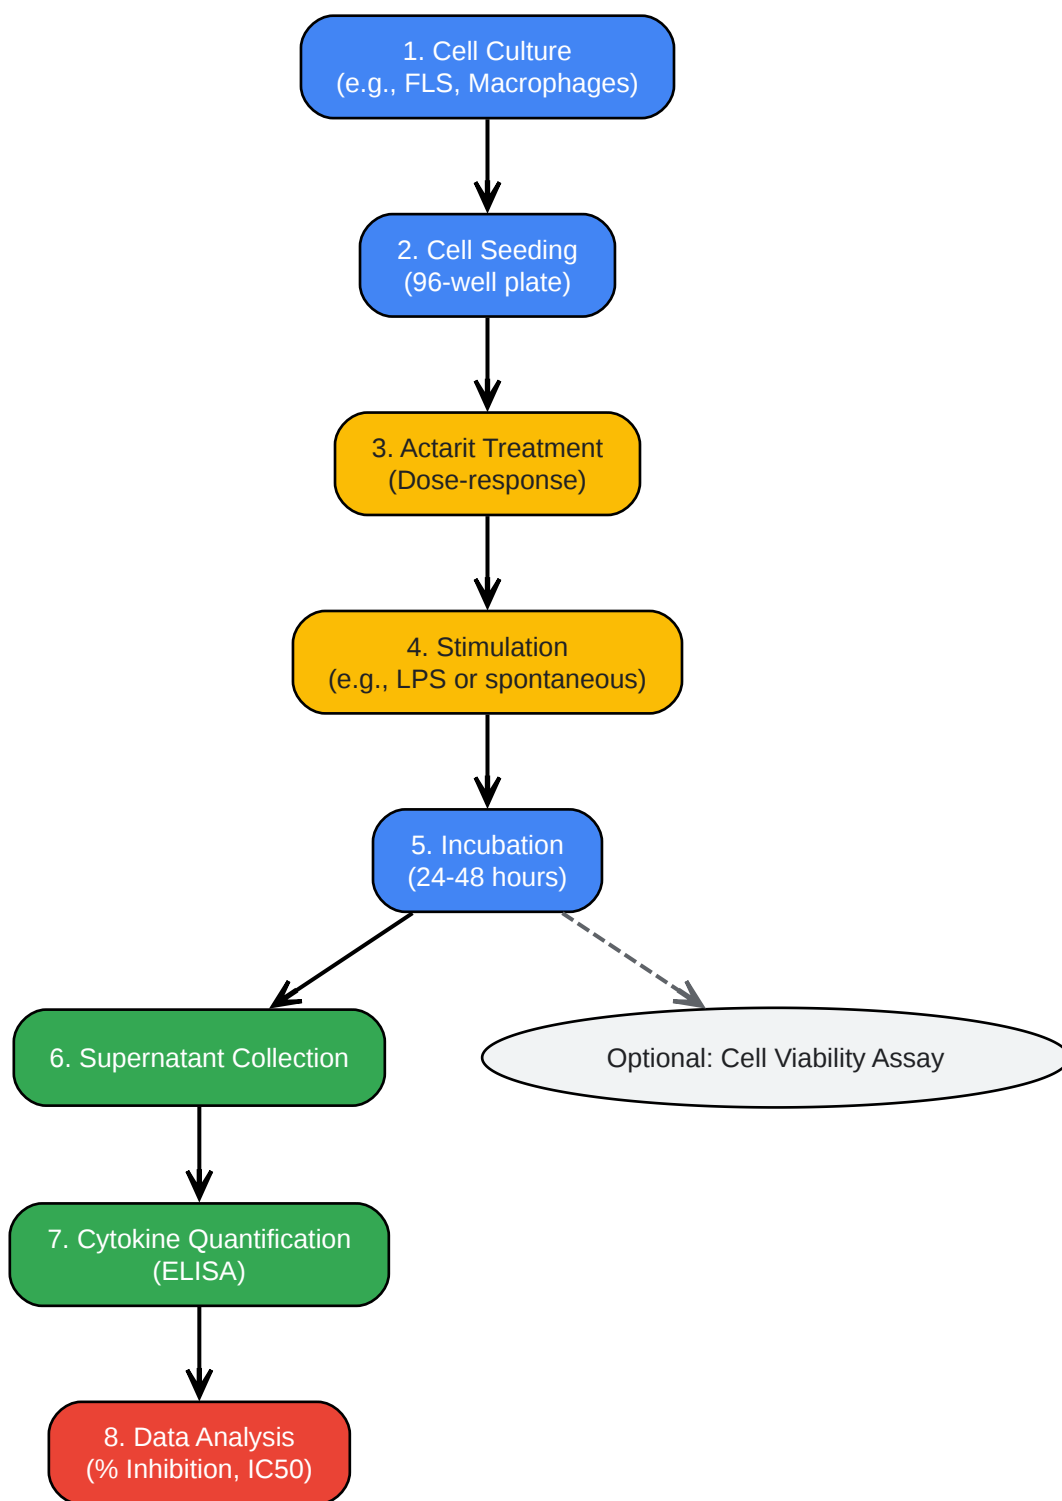 1. Cell Culture
(e.g., FLS, Macrophages)
2. Cell Seeding
(96-well plate)
3. Actarit Treatment
(Dose-response)
4. Stimulation
(e.g., LPS or spontaneous)
5. Incubation
(24-48 hours)
6. Supernatant Collection
Optional: Cell Viability Assay
7. Cytokine Quantification
(ELISA)
8. Data Analysis
(% Inhibition, IC50)